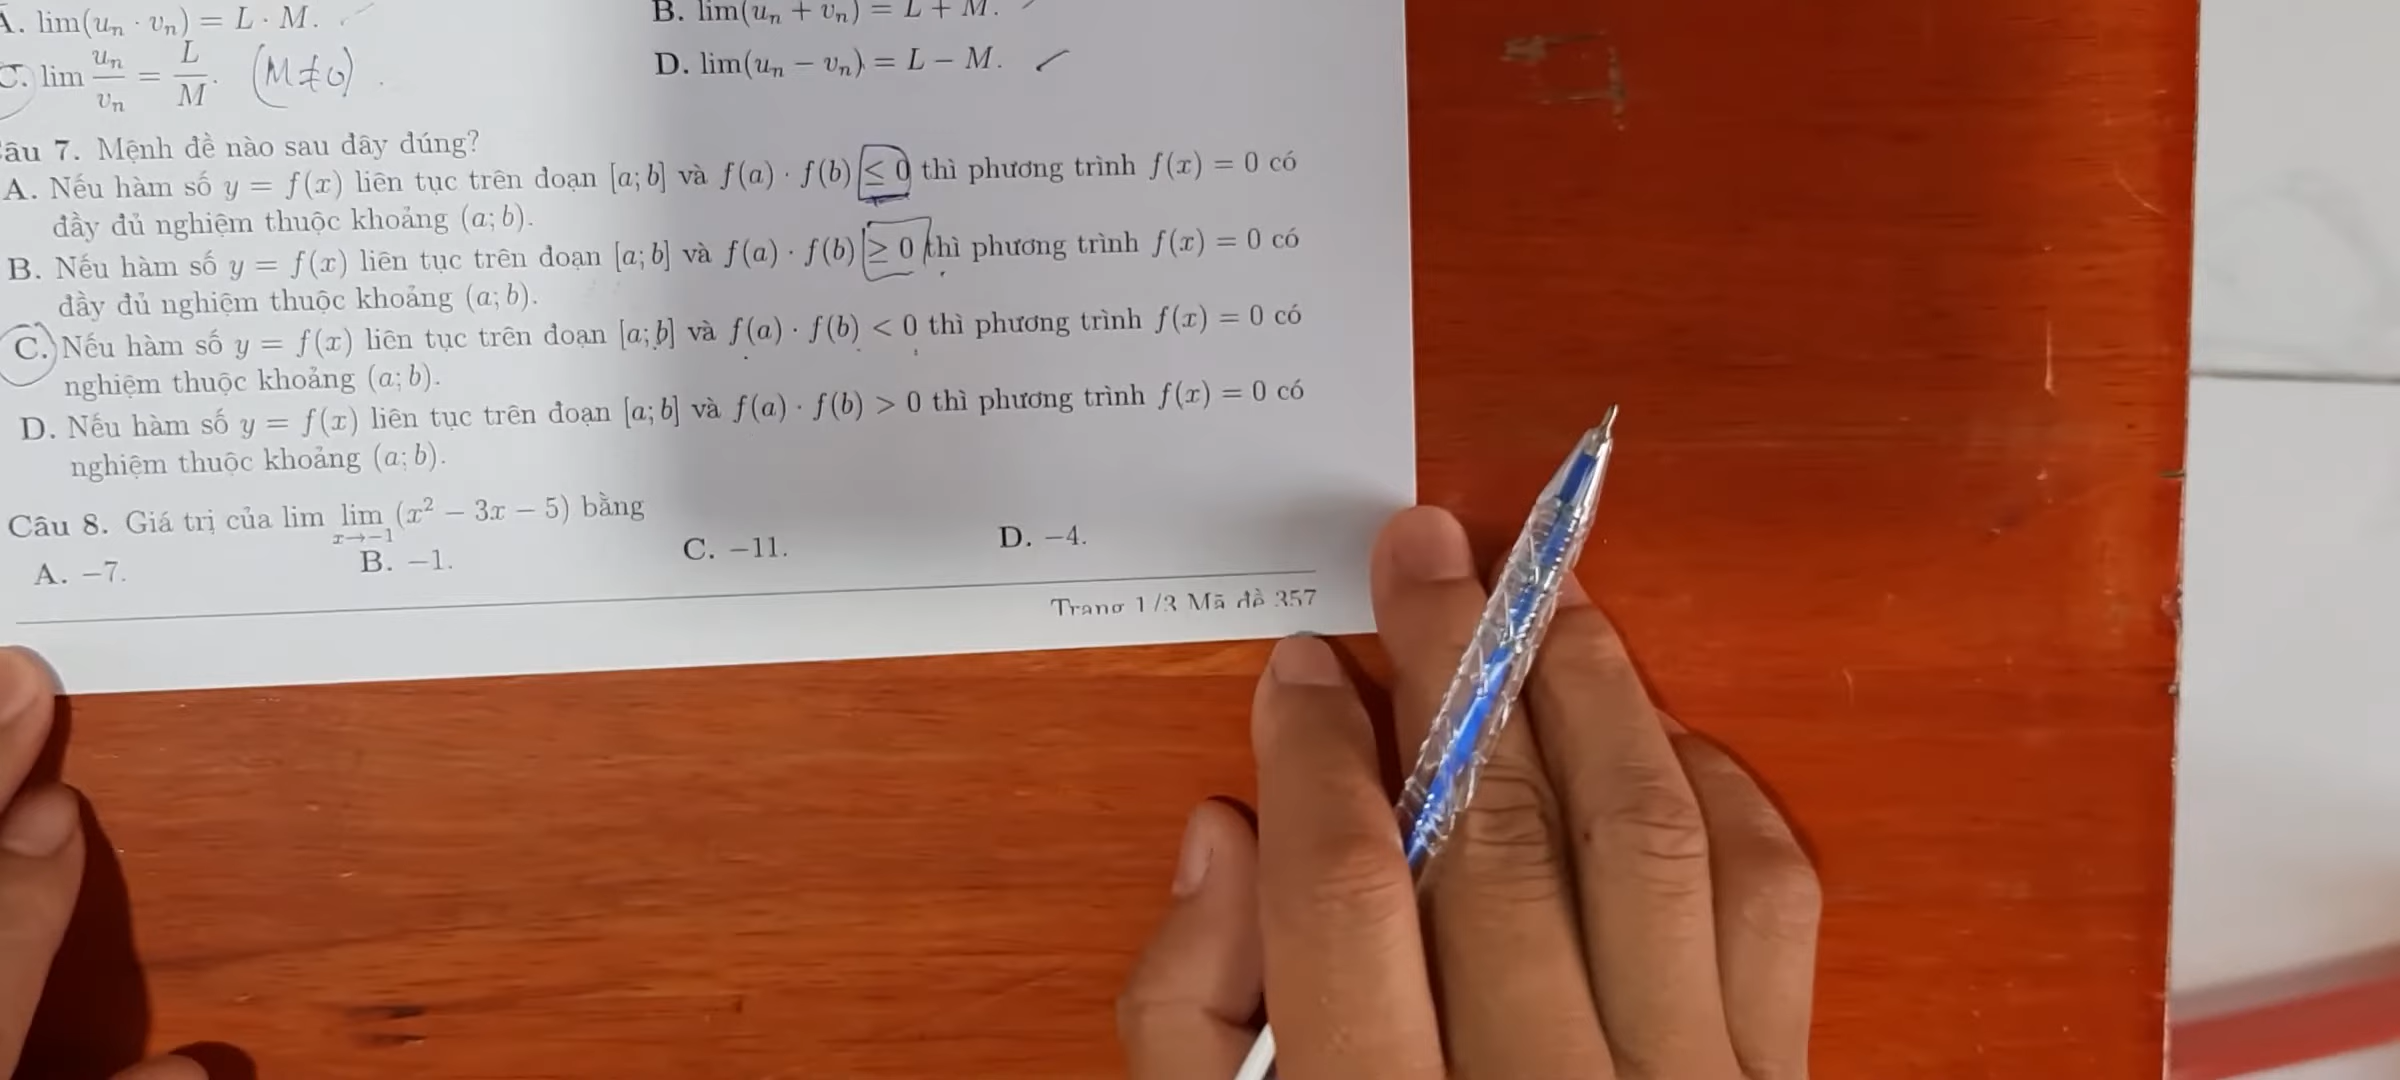 A. lim(uₙ · vₙ) = L · M.
B. lim(uₙ + vₙ) = L + M.
C. lim uₙ/vₙ = L/M. (M ≠ 0)
D. lim(uₙ − vₙ) = L − M.
âu 7. Mệnh đề nào sau đây đúng?
A. Nếu hàm số y = f(x) liên tục trên đoạn [a; b] và f(a) · f(b) ≤ 0 thì phương trình f(x) = 0 có
đầy đủ nghiệm thuộc khoảng (a; b).
B. Nếu hàm số y = f(x) liên tục trên đoạn [a; b] và f(a) · f(b) ≥ 0 thì phương trình f(x) = 0 có
đầy đủ nghiệm thuộc khoảng (a; b).
C. Nếu hàm số y = f(x) liên tục trên đoạn [a; b] và f(a) · f(b) < 0 thì phương trình f(x) = 0 có
nghiệm thuộc khoảng (a; b).
D. Nếu hàm số y = f(x) liên tục trên đoạn [a; b] và f(a) · f(b) > 0 thì phương trình f(x) = 0 có
nghiệm thuộc khoảng (a; b).
Câu 8. Giá trị của lim lim x→−1 (x² − 3x − 5) bằng
A. −7. B. −1. C. −11. D. −4.
Trang 1/3 Mã đề 357